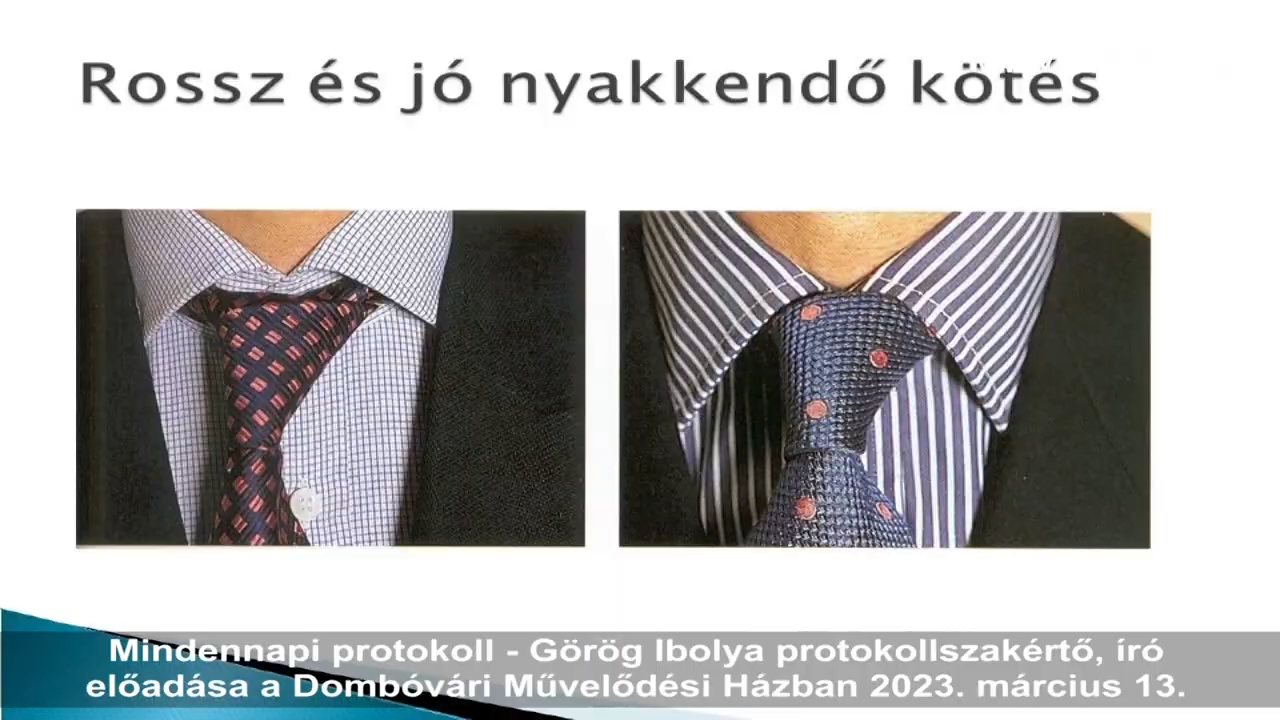 Rossz és jó nyakkendő kötés
Mindennapi protokoll - Görög Ibolya protokollszakértő, író
előadása a Dombóvári Művelődési Házban 2023. március 13.